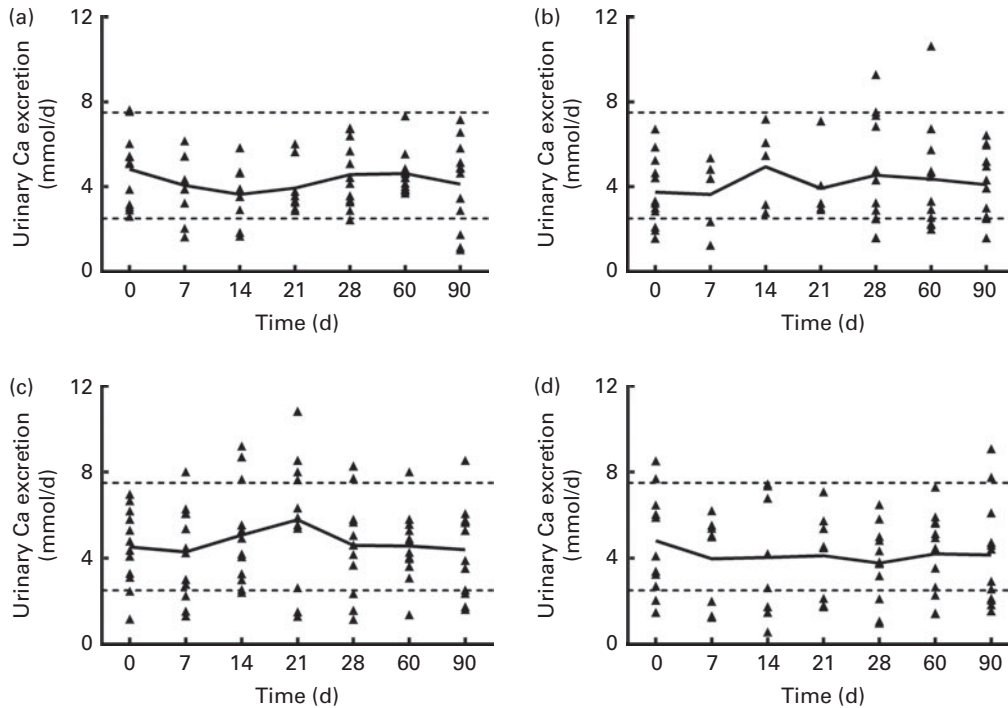 (a)
12
8
4
0
Urinary Ca excretion
(mmol/d)
0 7 14 21 28 60 90
Time (d)
(b)
12
8
4
0
Urinary Ca excretion
(mmol/d)
0 7 14 21 28 60 90
Time (d)
(c)
12
8
4
0
Urinary Ca excretion
(mmol/d)
0 7 14 21 28 60 90
Time (d)
(d)
12
8
4
0
Urinary Ca excretion
(mmol/d)
0 7 14 21 28 60 90
Time (d)